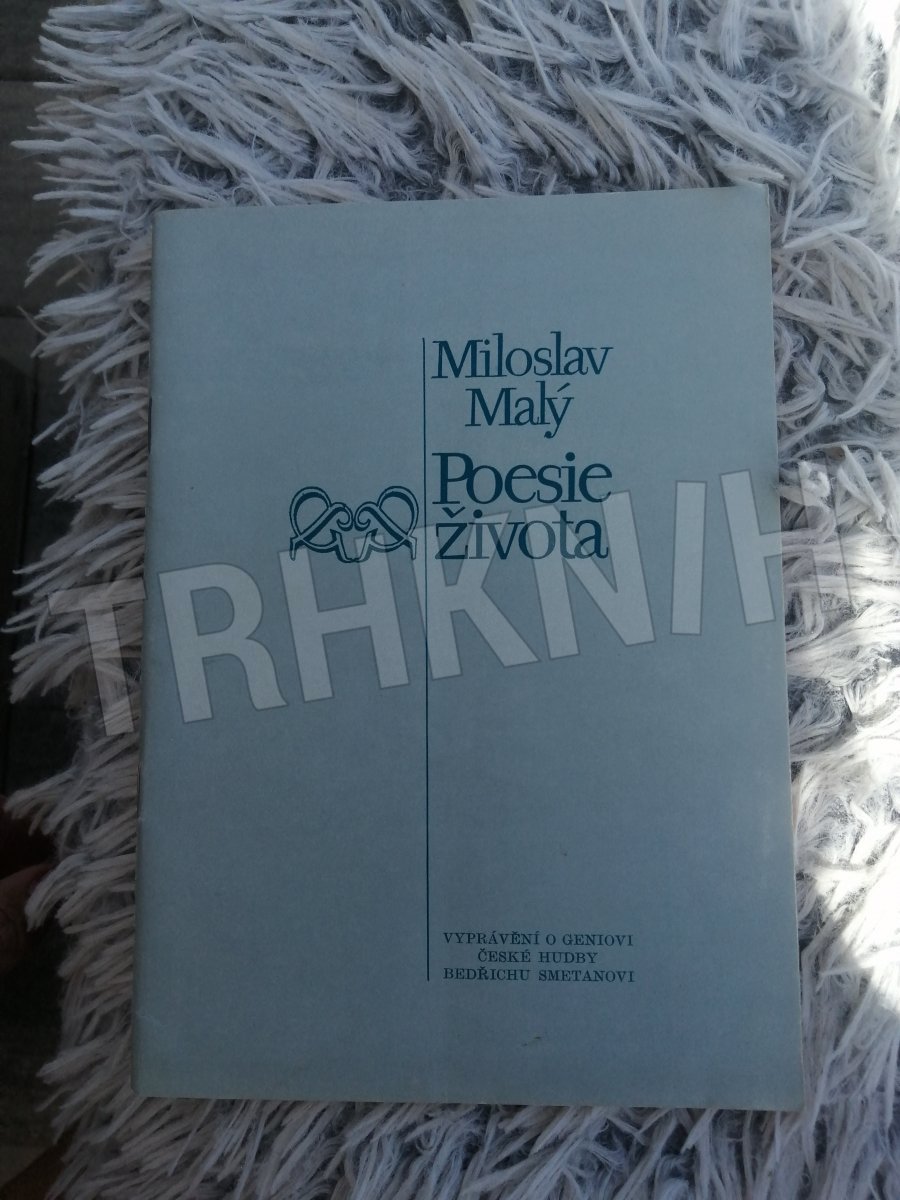 Miloslav
Malý
Poesie
života
TRHKNIH
VYPRÁVĚNÍ O GENIOVI
ČESKÉ HUDBY
BEDŘICHU SMETANOVI